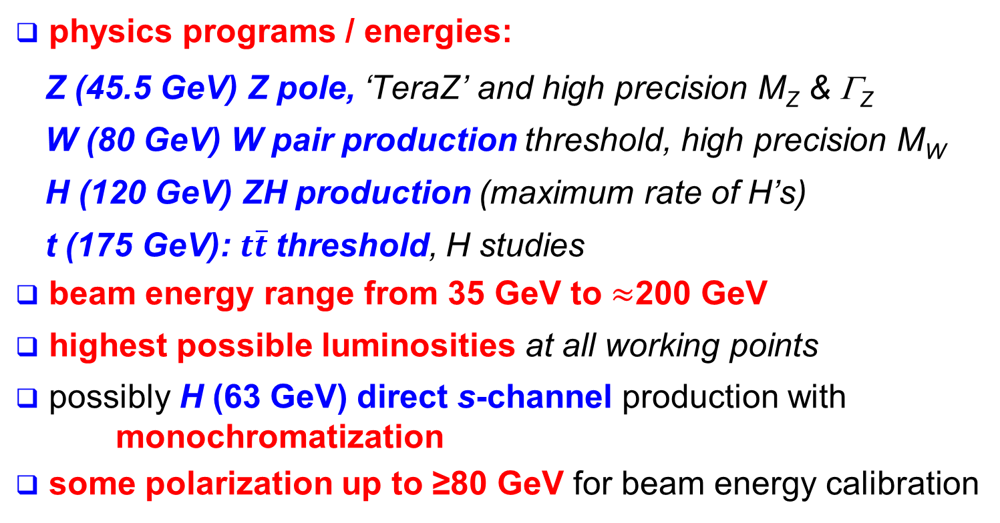 ❑ physics programs / energies:
Z (45.5 GeV) Z pole, ‘TeraZ’ and high precision M_Z & Γ_Z
W (80 GeV) W pair production threshold, high precision M_W
H (120 GeV) ZH production (maximum rate of H’s)
t (175 GeV): tt̄ threshold, H studies
❑ beam energy range from 35 GeV to ≈200 GeV
❑ highest possible luminosities at all working points
❑ possibly H (63 GeV) direct s-channel production with
monochromatization
❑ some polarization up to ≥80 GeV for beam energy calibration